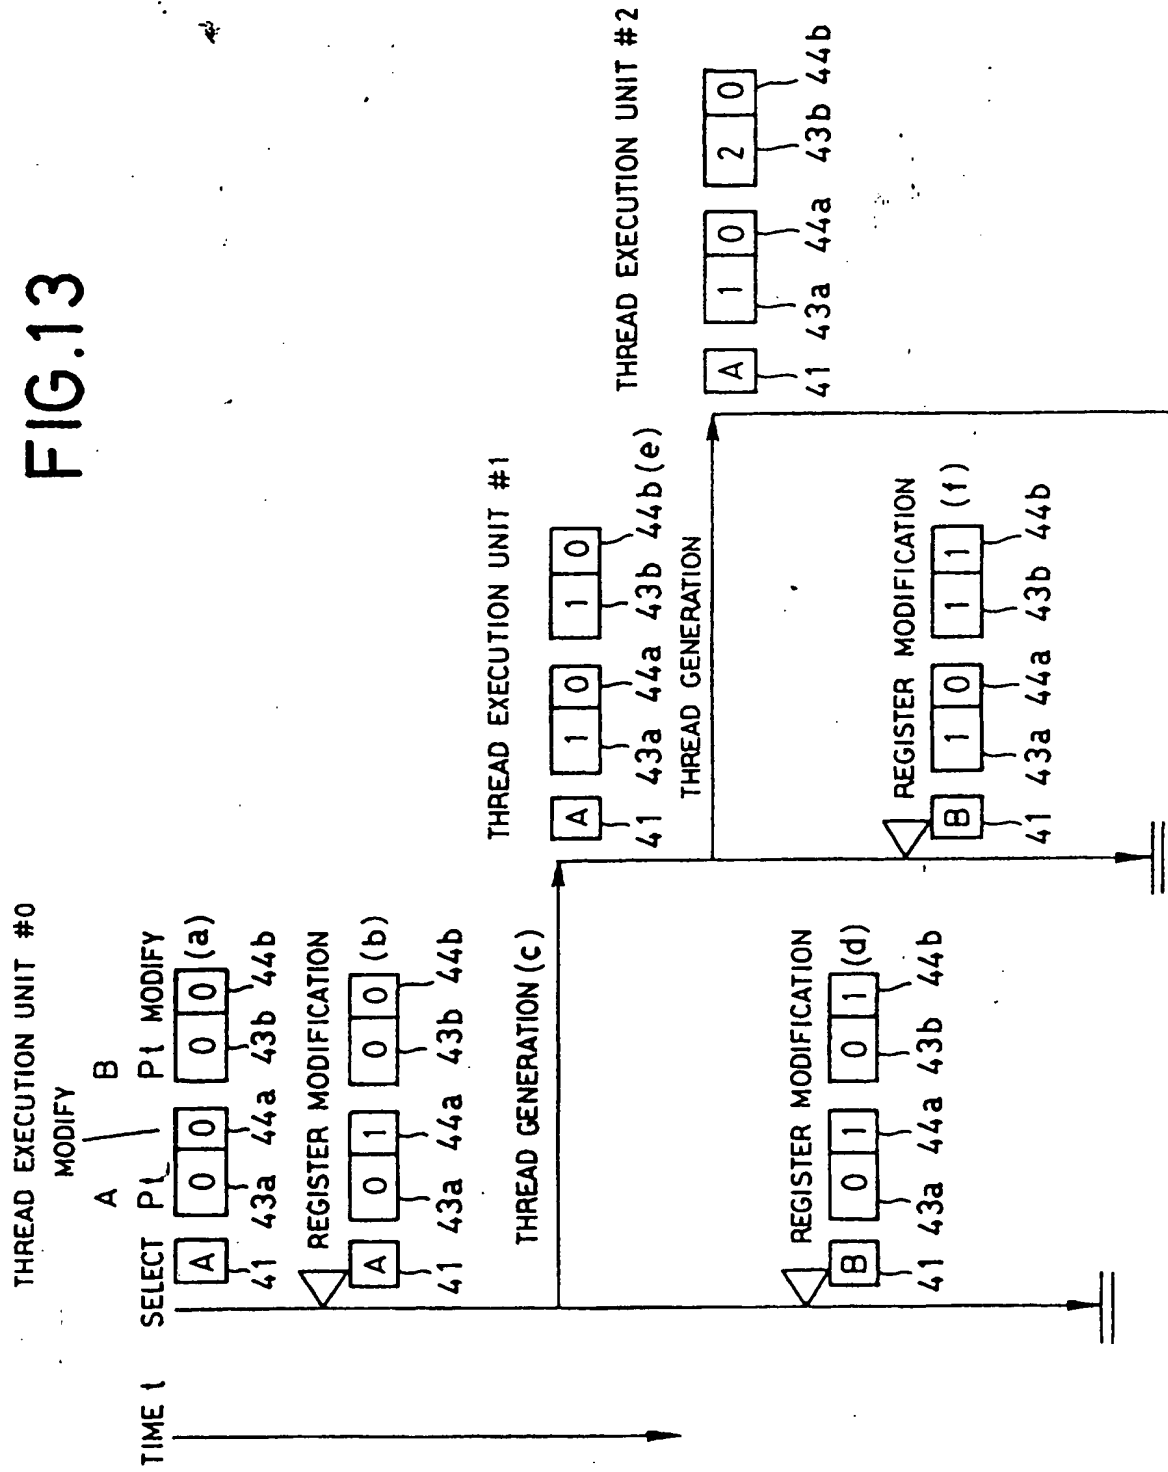 FIG.13
THREAD EXECUTION UNIT #0
MODIFY
A B
TIME t SELECT Pt Pt MODIFY
A 0 0 0 0 (a)
41 43a 44a 43b 44b
REGISTER MODIFICATION
A 0 1 0 0 (b)
41 43a 44a 43b 44b
THREAD GENERATION (c)
REGISTER MODIFICATION
B 0 1 0 1 (d)
41 43a 44a 43b 44b
THREAD EXECUTION UNIT #1
A 1 0 1 0
41 43a 44a 43b 44b (e)
THREAD GENERATION
REGISTER MODIFICATION
B 1 0 1 1 (f)
41 43a 44a 43b 44b
THREAD EXECUTION UNIT #2
A 1 0 2 0
41 43a 44a 43b 44b